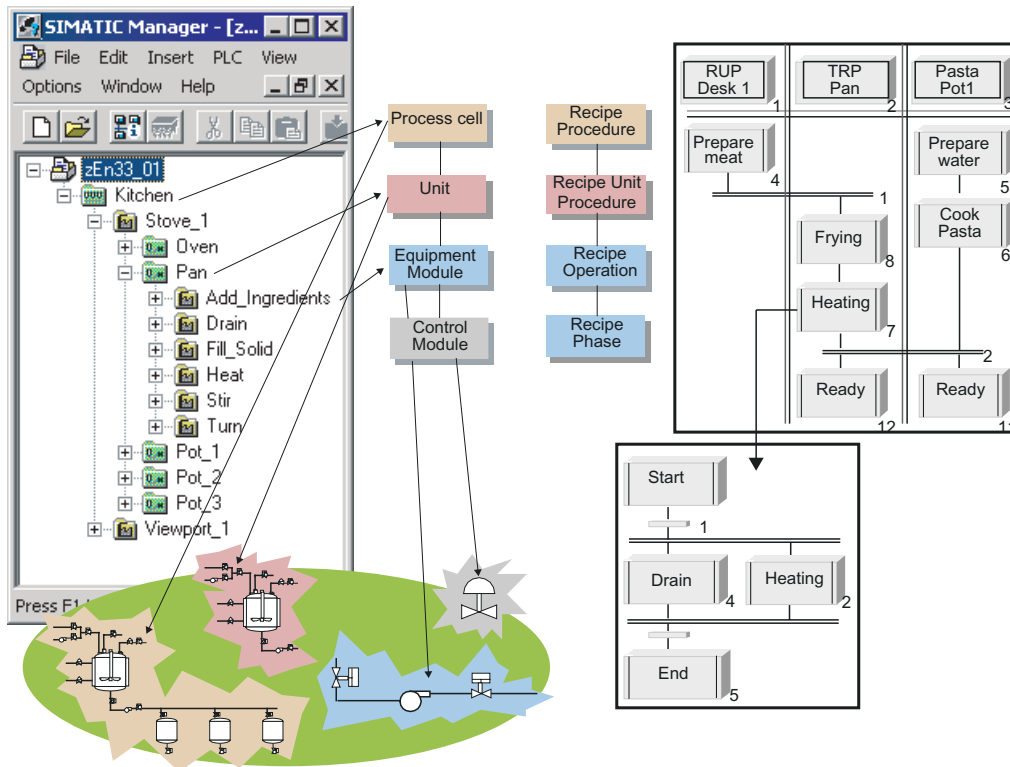 SIMATIC Manager - [z...
File Edit Insert PLC View
Options Window Help
zEn33_01
Kitchen
Stove_1
Oven
Pan
Add_Ingredients
Drain
Fill_Solid
Heat
Stir
Turn
Pot_1
Pot_2
Pot_3
Viewport_1
Press F1
Process cell
Unit
Equipment
Module
Control
Module
Recipe
Procedure
Recipe Unit
Procedure
Recipe
Operation
Recipe
Phase
RUP
Desk 1
1
TRP
Pan
2
Pasta
Pot1
3
Prepare
meat
4
Prepare
water
5
1
Frying
8
Cook
Pasta
6
Heating
7
2
Ready
12
Ready
11
Start
1
Drain
4
Heating
2
End
5